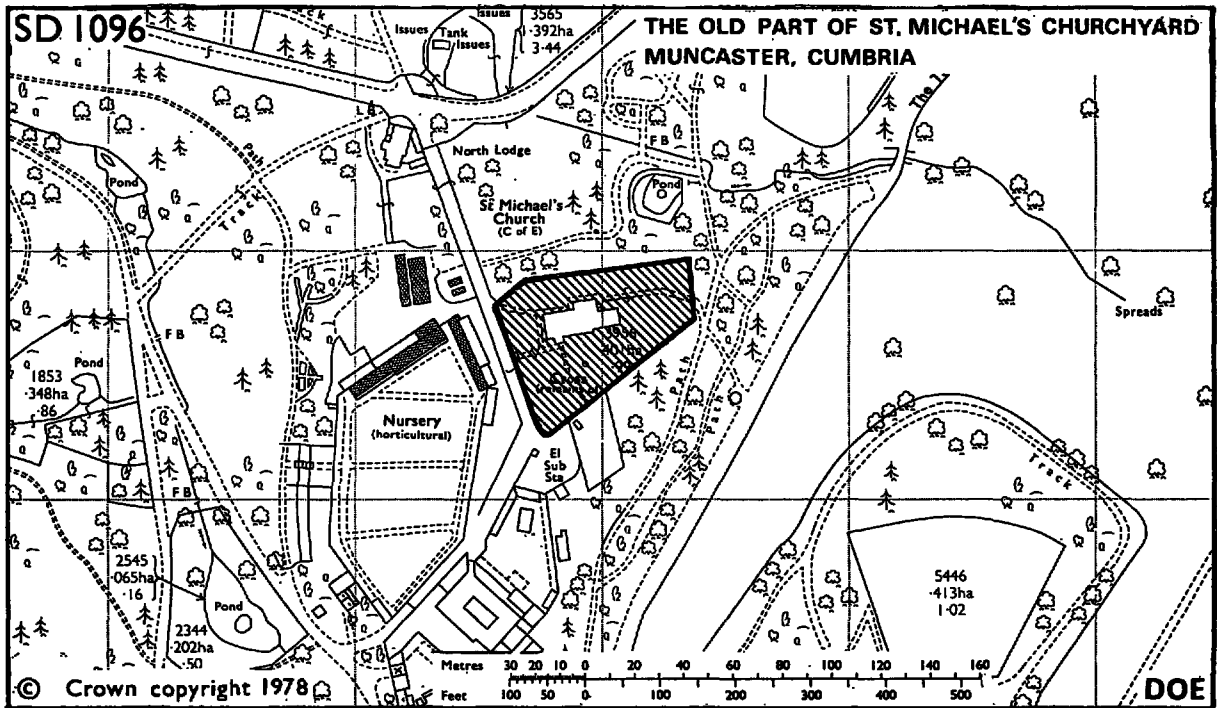 SD 1096
THE OLD PART OF ST. MICHAEL'S CHURCHYARD
MUNCASTER, CUMBRIA
Track
Issues
Tank
Issues
Issues
3565
·392ha
3·44
Path
Track
Pond
North Lodge
FB
St Michael's
Church
(C of E)
Pond
Spreads
FB
Pond
1853
·348ha
·86
Nursery
(horticultural)
Path
Path
El
Sub
Sta
Track
FB
2545
·065ha
·16
Pond
2344
·202ha
·50
5446
·413ha
1·02
Metres 30 20 10 0 20 40 60 80 100 120 140 160
Feet 100 50 0 100 200 300 400 500
© Crown copyright 1978
DOE